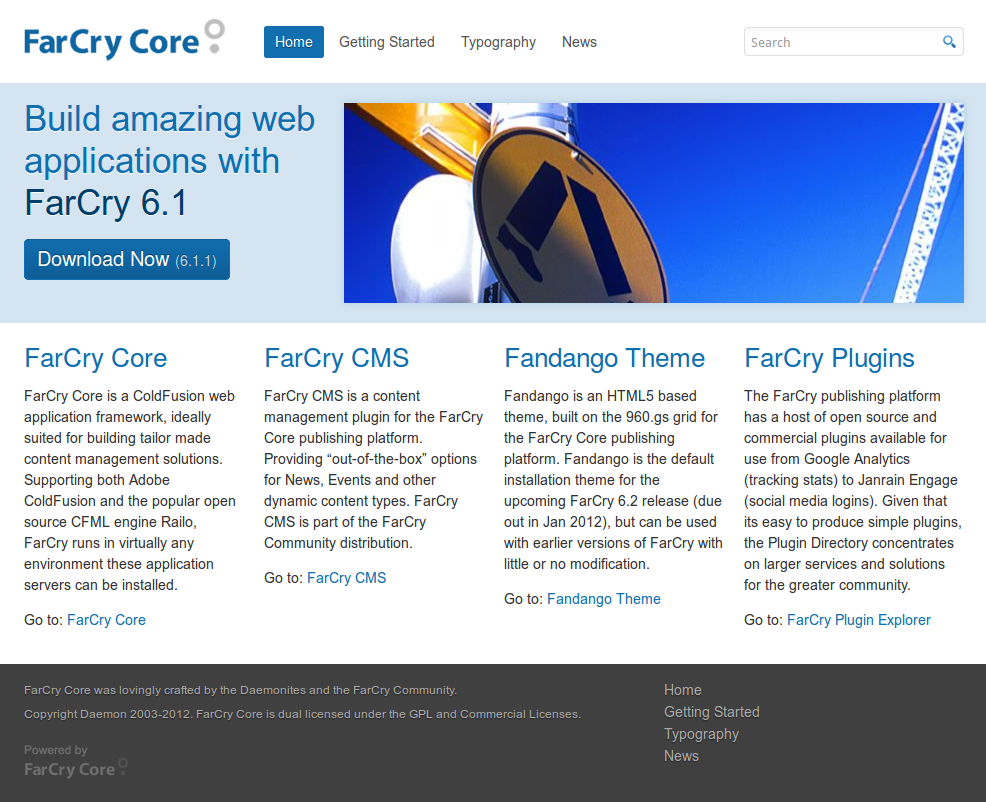 FarCry Core
Home
Getting Started
Typography
News
Search
Build amazing web
applications with
FarCry 6.1
Download Now (6.1.1)
FarCry Core
FarCry Core is a ColdFusion web
application framework, ideally
suited for building tailor made
content management solutions.
Supporting both Adobe
ColdFusion and the popular open
source CFML engine Railo,
FarCry runs in virtually any
environment these application
servers can be installed.
Go to: FarCry Core
FarCry CMS
FarCry CMS is a content
management plugin for the FarCry
Core publishing platform.
Providing “out-of-the-box” options
for News, Events and other
dynamic content types. FarCry
CMS is part of the FarCry
Community distribution.
Go to: FarCry CMS
Fandango Theme
Fandango is an HTML5 based
theme, built on the 960.gs grid for
the FarCry Core publishing
platform. Fandango is the default
installation theme for the
upcoming FarCry 6.2 release (due
out in Jan 2012), but can be used
with earlier versions of FarCry with
little or no modification.
Go to: Fandango Theme
FarCry Plugins
The FarCry publishing platform
has a host of open source and
commercial plugins available for
use from Google Analytics
(tracking stats) to Janrain Engage
(social media logins). Given that
its easy to produce simple plugins,
the Plugin Directory concentrates
on larger services and solutions
for the greater community.
Go to: FarCry Plugin Explorer
FarCry Core was lovingly crafted by the Daemonites and the FarCry Community.
Copyright Daemon 2003-2012. FarCry Core is dual licensed under the GPL and Commercial Licenses.
Powered by
FarCry Core
Home
Getting Started
Typography
News